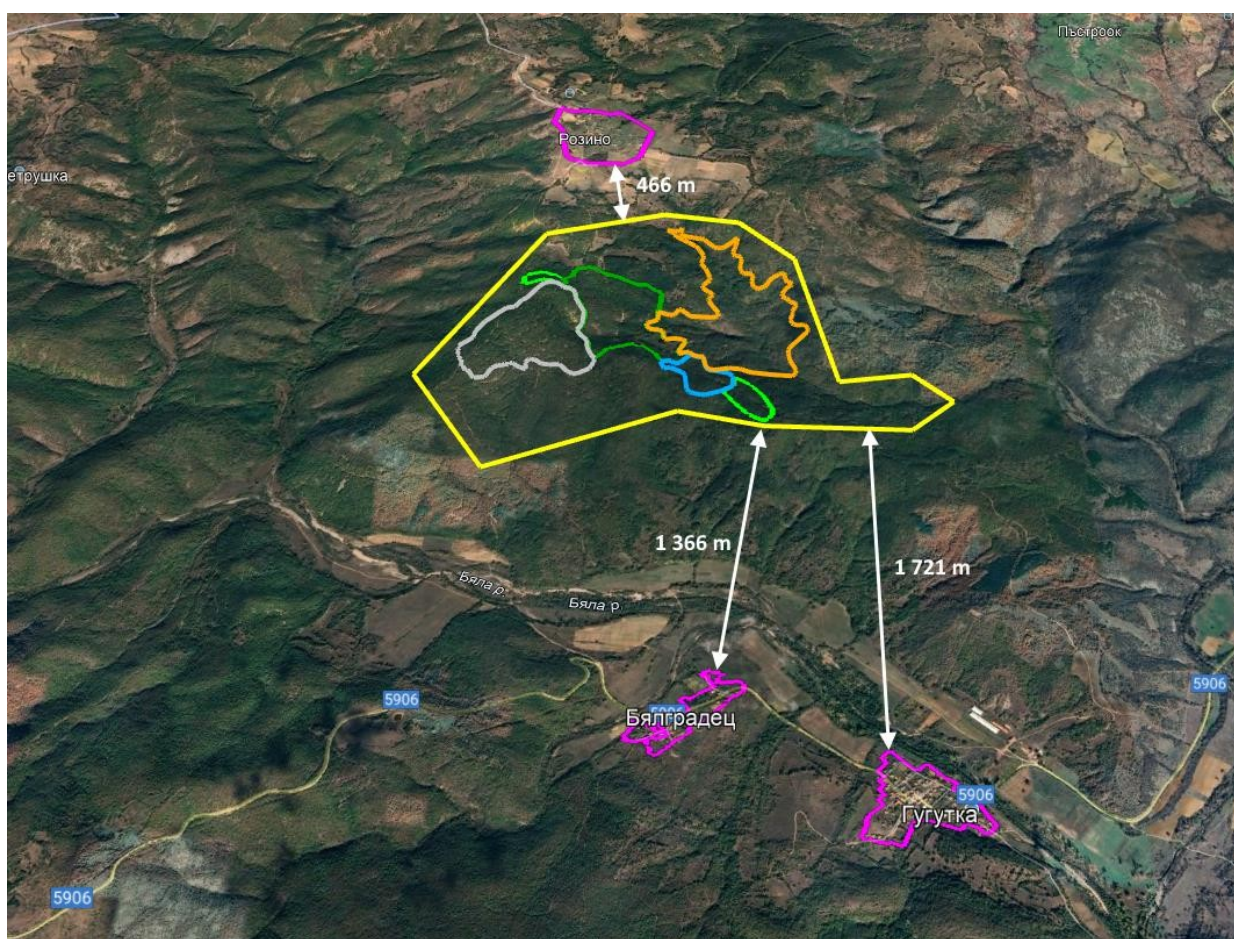 Пъстроок
Розино
етрушка
466 m
1 366 m
1 721 m
Бяла р.
Бяла р
5906
5906
5906
Бялградец
5906
Гугутка
5906